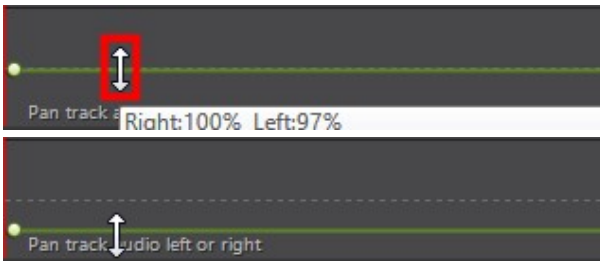 Pan track a
Right:100% Left:97%
Pan track audio left or right